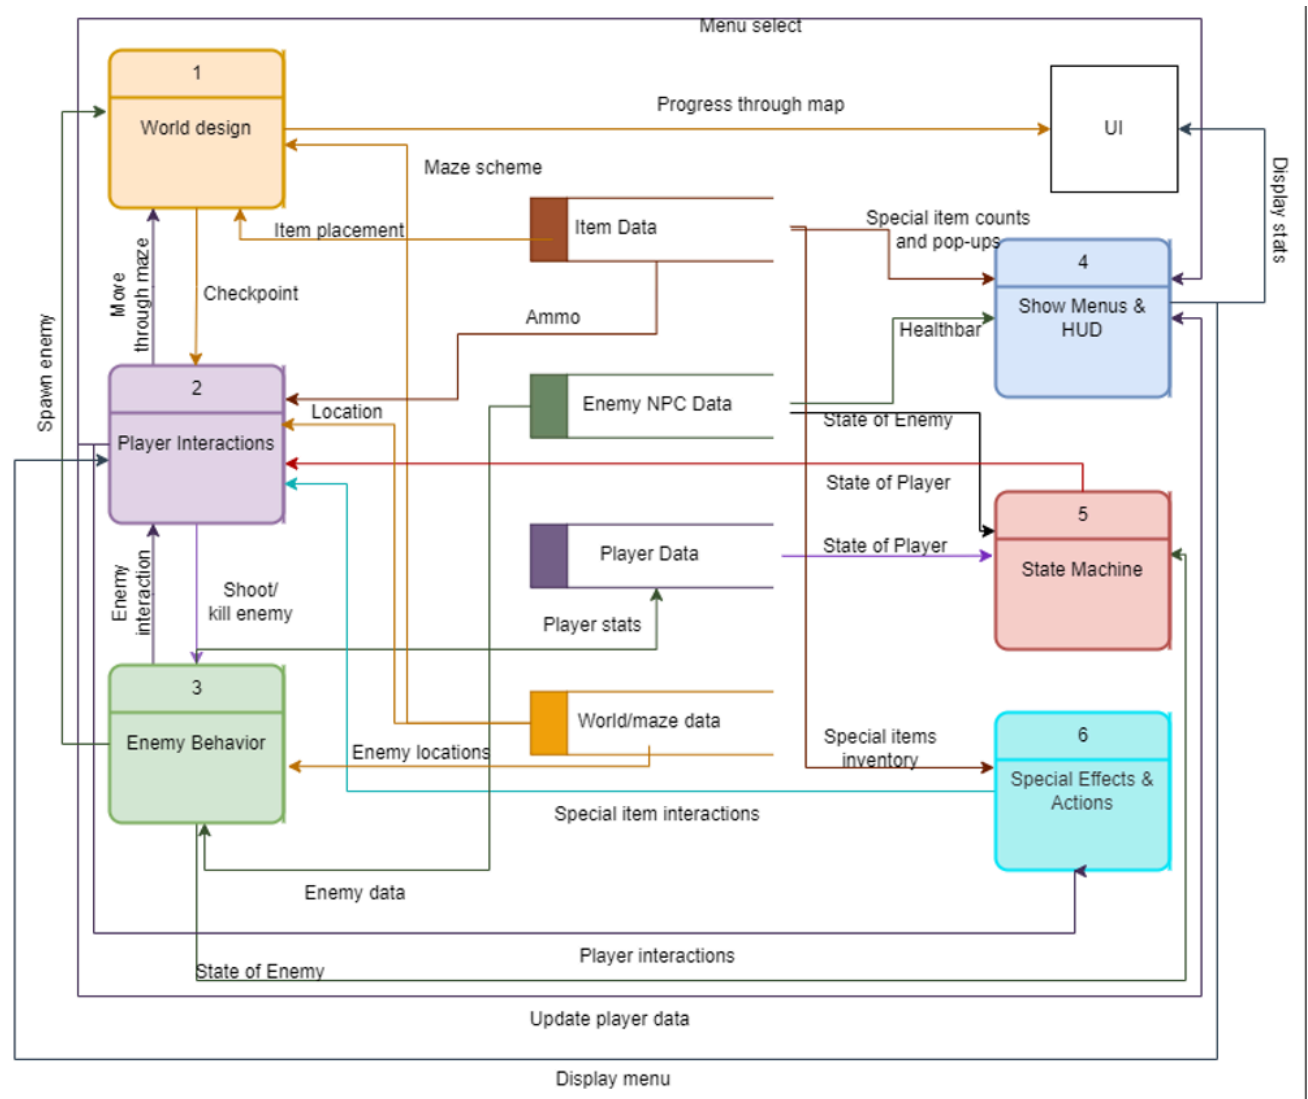 Menu select
1
World design
Progress through map
UI
Maze scheme
Display stats
Item Data
Item placement
Special item counts
and pop-ups
4
Show Menus &
HUD
Move
through maze
Checkpoint
Ammo
Healthbar
Spawn enemy
2
Player Interactions
Location
Enemy NPC Data
State of Enemy
State of Player
5
State Machine
Enemy
interaction
Shoot/
kill enemy
Player Data
State of Player
Player stats
3
Enemy Behavior
World/maze data
Enemy locations
Special items
inventory
6
Special Effects &
Actions
Special item interactions
Enemy data
Player interactions
State of Enemy
Update player data
Display menu